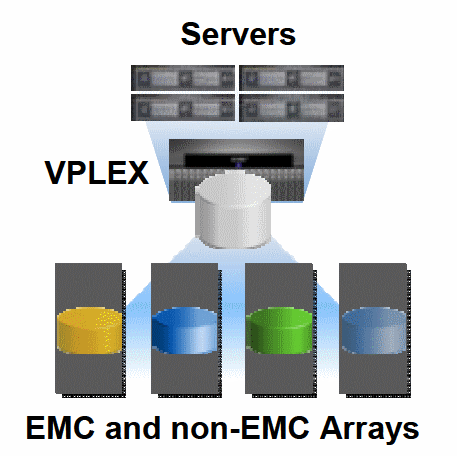 Servers
VPLEX
EMC and non-EMC Arrays